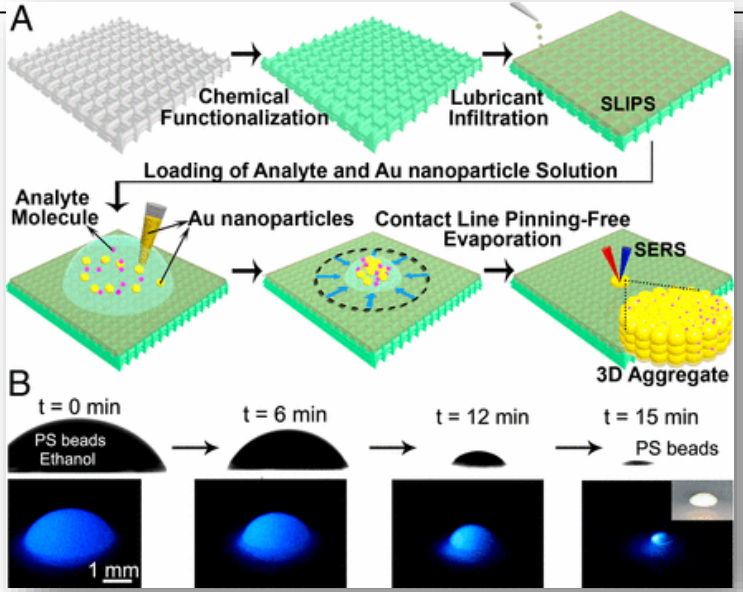 A
Chemical
Functionalization
Lubricant
Infiltration
SLIPS
Loading of Analyte and Au nanoparticle Solution
Analyte
Molecule
Au nanoparticles
Contact Line Pinning-Free
Evaporation
SERS
3D Aggregate
B
t = 0 min
t = 6 min
t = 12 min
t = 15 min
PS beads
Ethanol
PS beads
1 mm